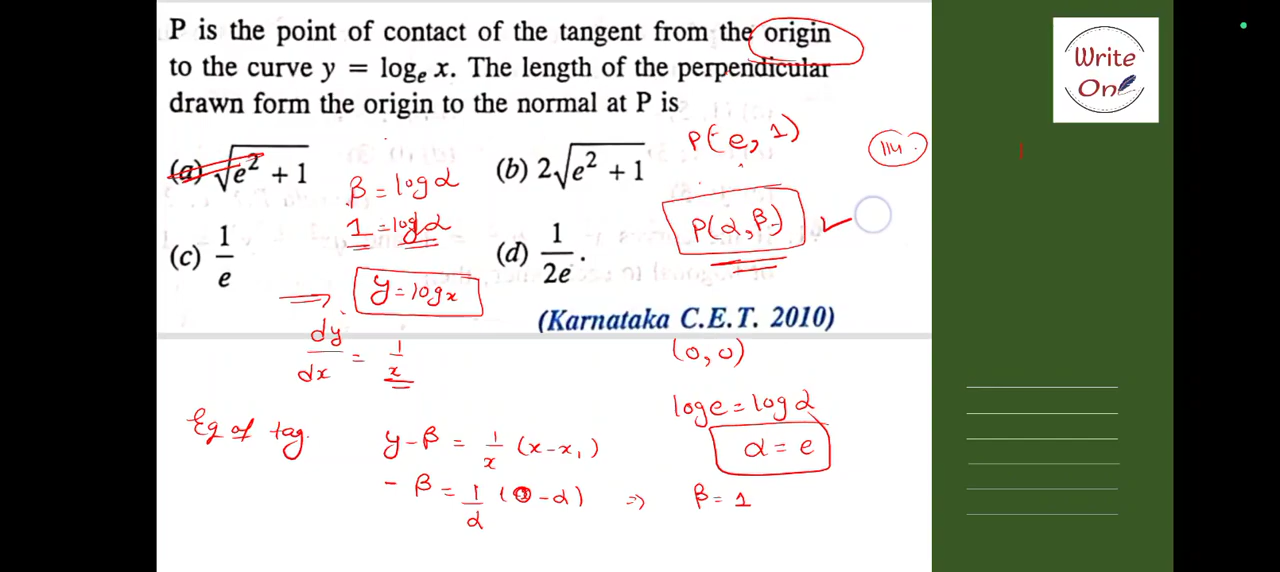 P is the point of contact of the tangent from the origin
to the curve y = logₑ x. The length of the perpendicular
drawn form the origin to the normal at P is
P(e, 1)
114.
(a) √(e² + 1)
(b) 2√(e² + 1)
β = log α
1 = log α
P(α, β)
(c) 1/e
(d) 1/2e.
y = log x
(Karnataka C.E.T. 2010)
dy/dx = 1/x
(0, 0)
log e = log α
α = e
Eq of tag.
y - β = 1/x (x - x₁)
- β = 1/α (0 - α) ⇒ β = 1
Write
On